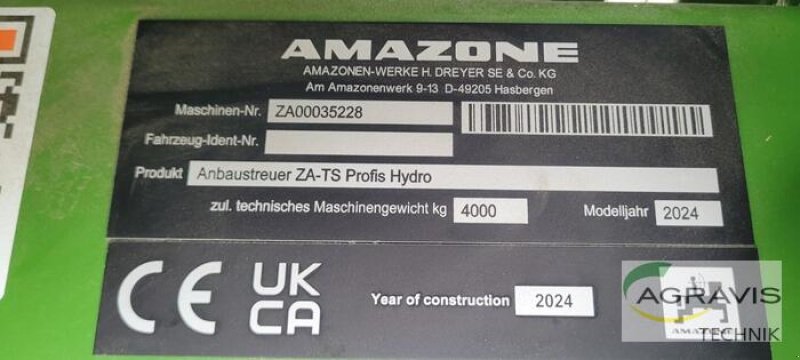 AMAZONE
AMAZONEN-WERKE H. DREYER SE & Co. KG
Am Amazonenwerk 9-13 D-49205 Hasbergen
Maschinen-Nr. ZA00035228
Fahrzeug-Ident-Nr.
Produkt Anbaustreuer ZA-TS Profis Hydro
zul. technisches Maschinengewicht kg 4000 Modelljahr 2024
CE UK CA Year of construction 2024
AMAZONE
AGRAVIS
TECHNIK